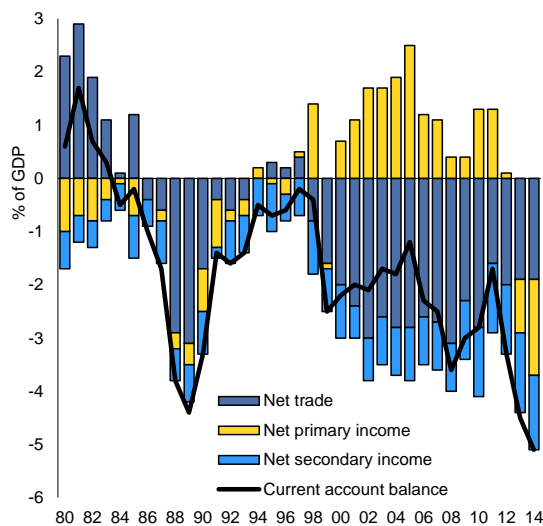 3
2
1
0
-1
-2
-3
-4
-5
-6
% of GDP
Net trade
Net primary income
Net secondary income
Current account balance
80 82 84 86 88 90 92 94 96 98 00 02 04 06 08 10 12 14